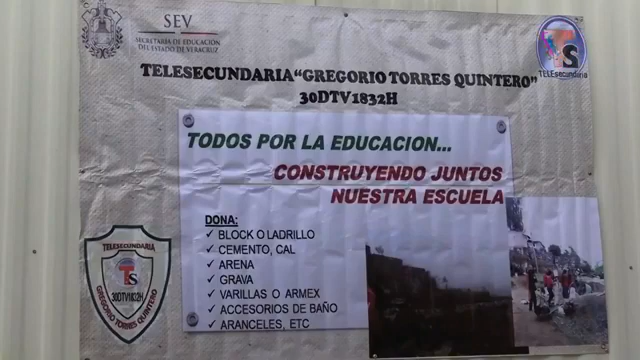 SEV
SECRETARÍA DE EDUCACIÓN
DEL ESTADO DE VERACRUZ
TS
TELEsecundaria
TELESECUNDARIA“GREGORIO TORRES QUINTERO”
30DTV1832H
TODOS POR LA EDUCACION...
CONSTRUYENDO JUNTOS
NUESTRA ESCUELA
DONA:
✓ BLOCK O LADRILLO
✓ CEMENTO, CAL
✓ ARENA
✓ GRAVA
✓ VARILLAS O ARMEX
✓ ACCESORIOS DE BAÑO
✓ ARANCELES, ETC
TELESECUNDARIA
TS
30DTV1832H
GREGORIO TORRES QUINTERO